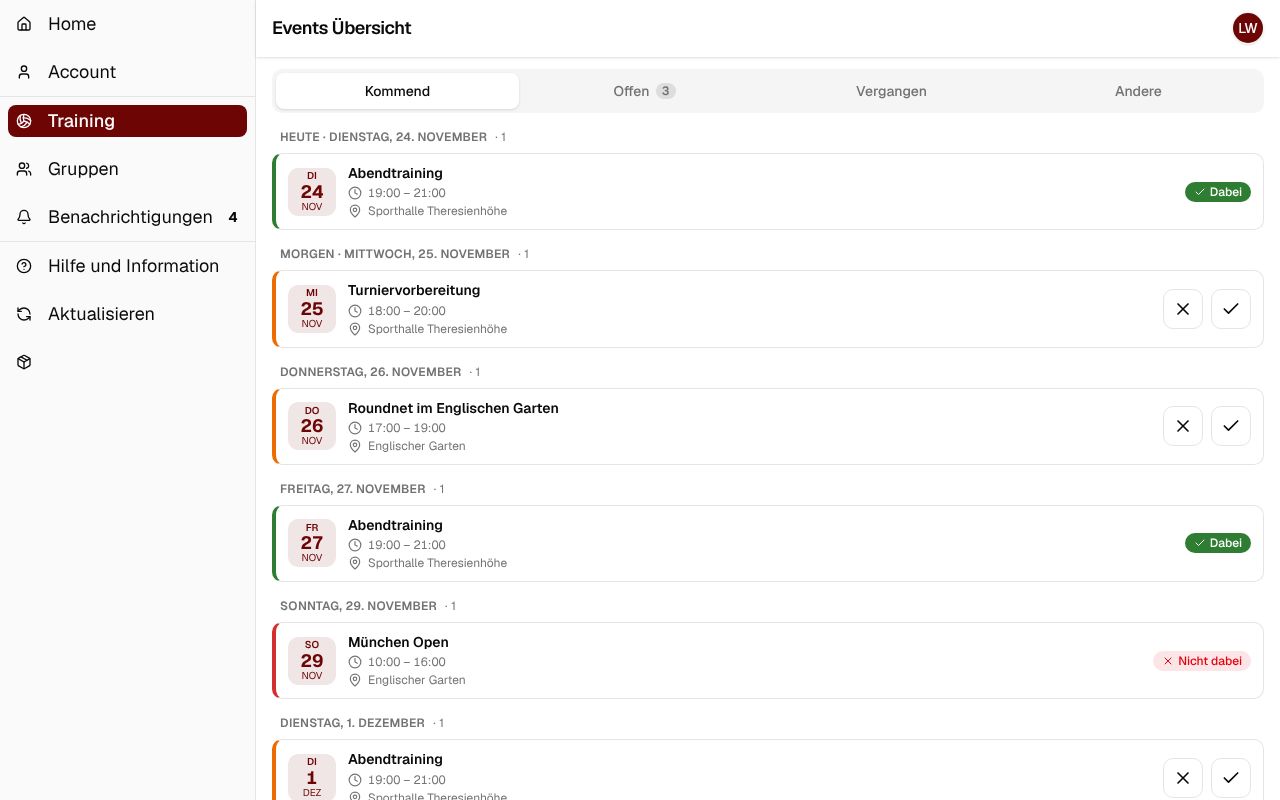 Home
Account
Training
Gruppen
Benachrichtigungen 4
Hilfe und Information
Aktualisieren
Events Übersicht
LW
Kommend
Offen 3
Vergangen
Andere
HEUTE · DIENSTAG, 24. NOVEMBER · 1
DI
24
NOV
Abendtraining
19:00 – 21:00
Sporthalle Theresienhöhe
Dabei
MORGEN · MITTWOCH, 25. NOVEMBER · 1
MI
25
NOV
Turniervorbereitung
18:00 – 20:00
Sporthalle Theresienhöhe
DONNERSTAG, 26. NOVEMBER · 1
DO
26
NOV
Roundnet im Englischen Garten
17:00 – 19:00
Englischer Garten
FREITAG, 27. NOVEMBER · 1
FR
27
NOV
Abendtraining
19:00 – 21:00
Sporthalle Theresienhöhe
Dabei
SONNTAG, 29. NOVEMBER · 1
SO
29
NOV
München Open
10:00 – 16:00
Englischer Garten
Nicht dabei
DIENSTAG, 1. DEZEMBER · 1
DI
1
DEZ
Abendtraining
19:00 – 21:00
Sporthalle Theresienhöhe